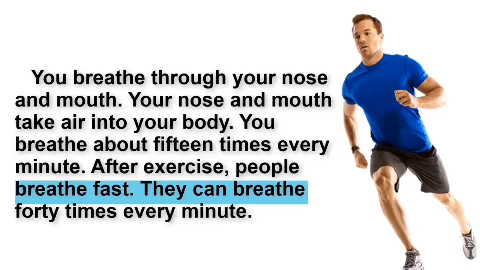 You breathe through your nose
and mouth. Your nose and mouth
take air into your body. You
breathe about fifteen times every
minute. After exercise, people
breathe fast. They can breathe
forty times every minute.